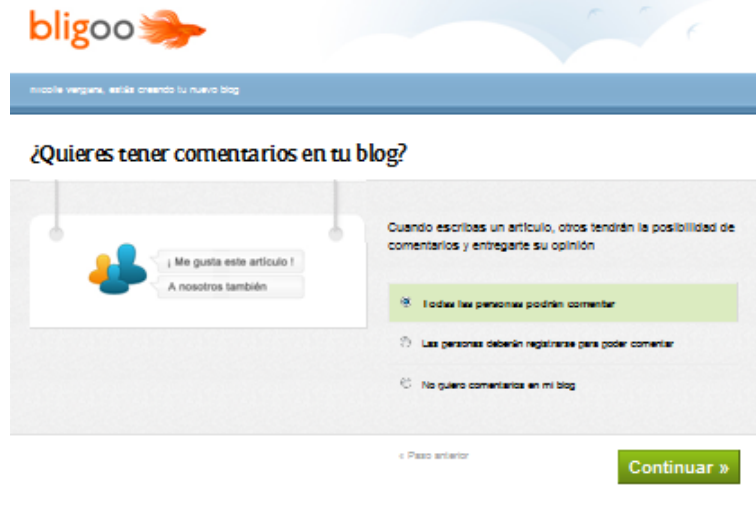 bligoo
nicolle vergara, estás creando tu nuevo blog
¿Quieres tener comentarios en tu blog?
¡ Me gusta este artículo !
A nosotros también
Cuando escribas un artículo, otros tendrán la posibilidad de
comentarlos y entregarte su opinión
Todas las personas podrán comentar
Las personas deberán registrarse para poder comentar
No quiero comentarios en mi blog
« Paso anterior
Continuar »